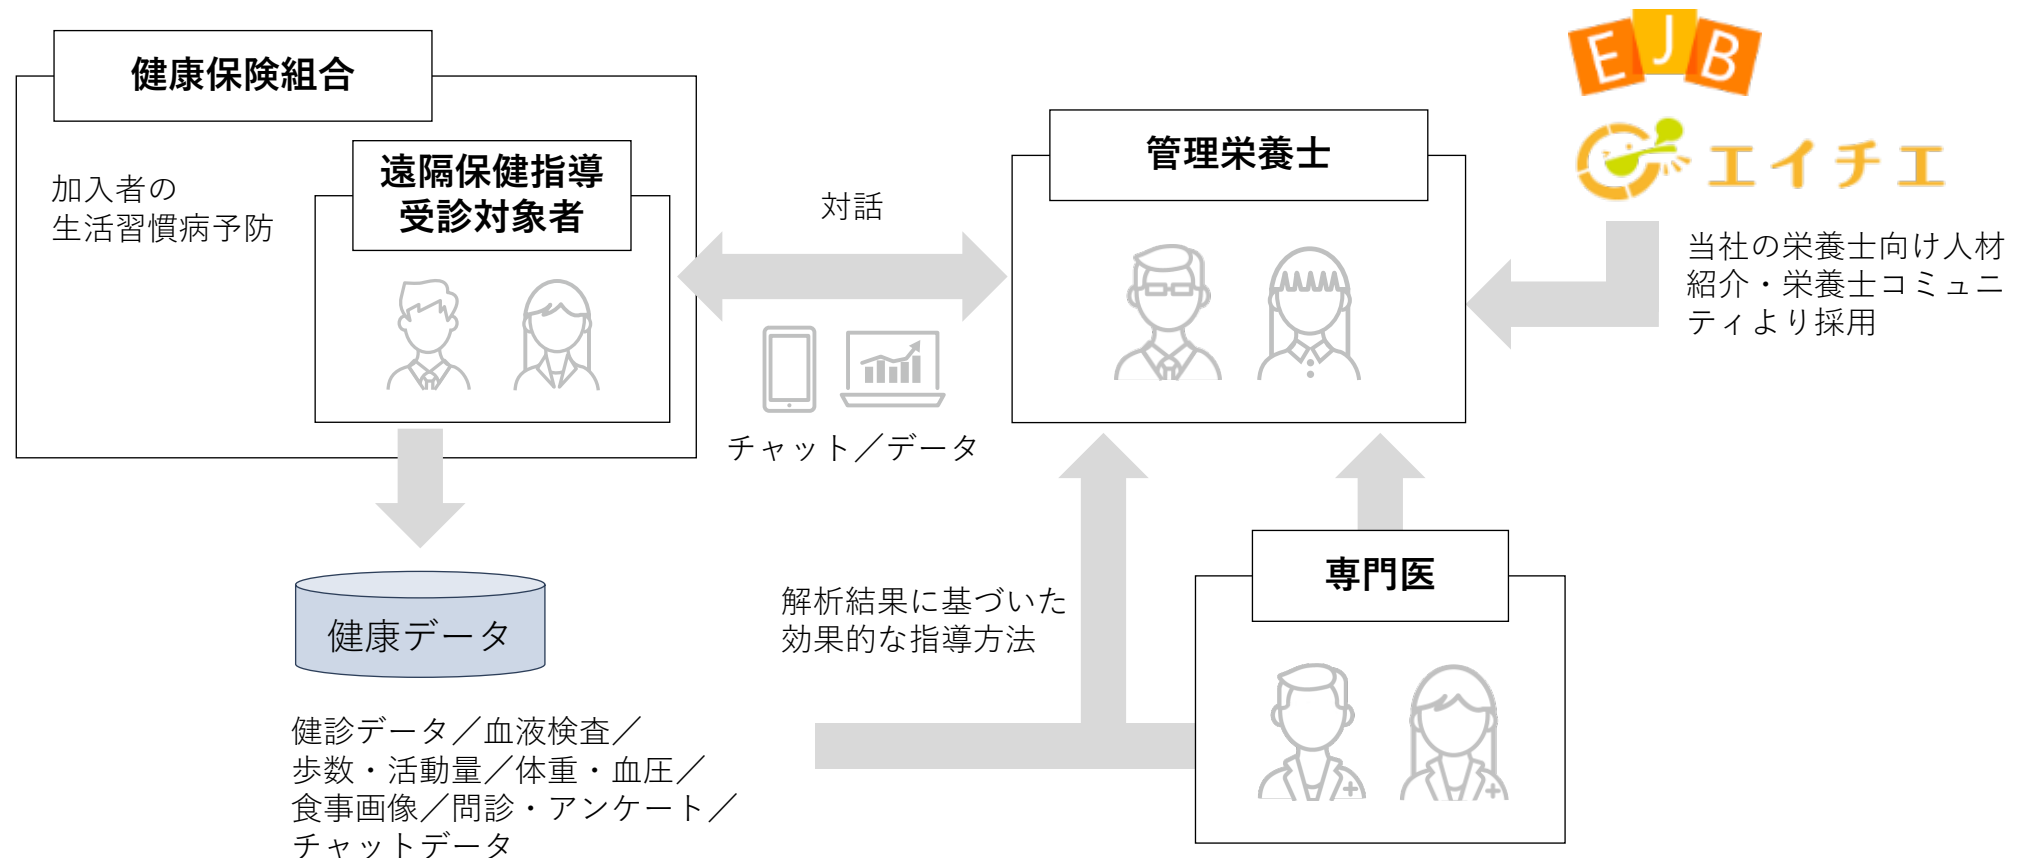 健康保険組合
加入者の
生活習慣病予防
遠隔保健指導
受診対象者
対話
チャット／データ
管理栄養士
EJB
エイチエ
当社の栄養士向け人材
紹介・栄養士コミュニ
ティより採用
健康データ
健診データ／血液検査／
歩数・活動量／体重・血圧／
食事画像／問診・アンケート／
チャットデータ
解析結果に基づいた
効果的な指導方法
専門医